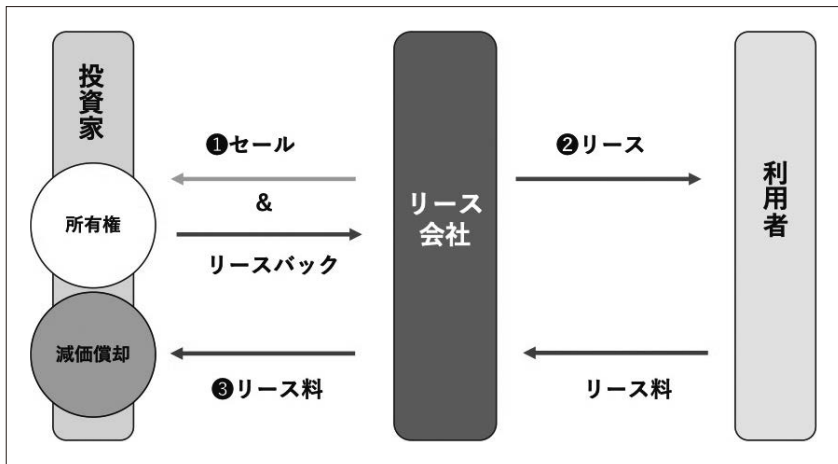 投資家
所有権
減価償却
❶セール
&
リースバック
❸リース料
リース
会社
❷リース
リース料
利用者